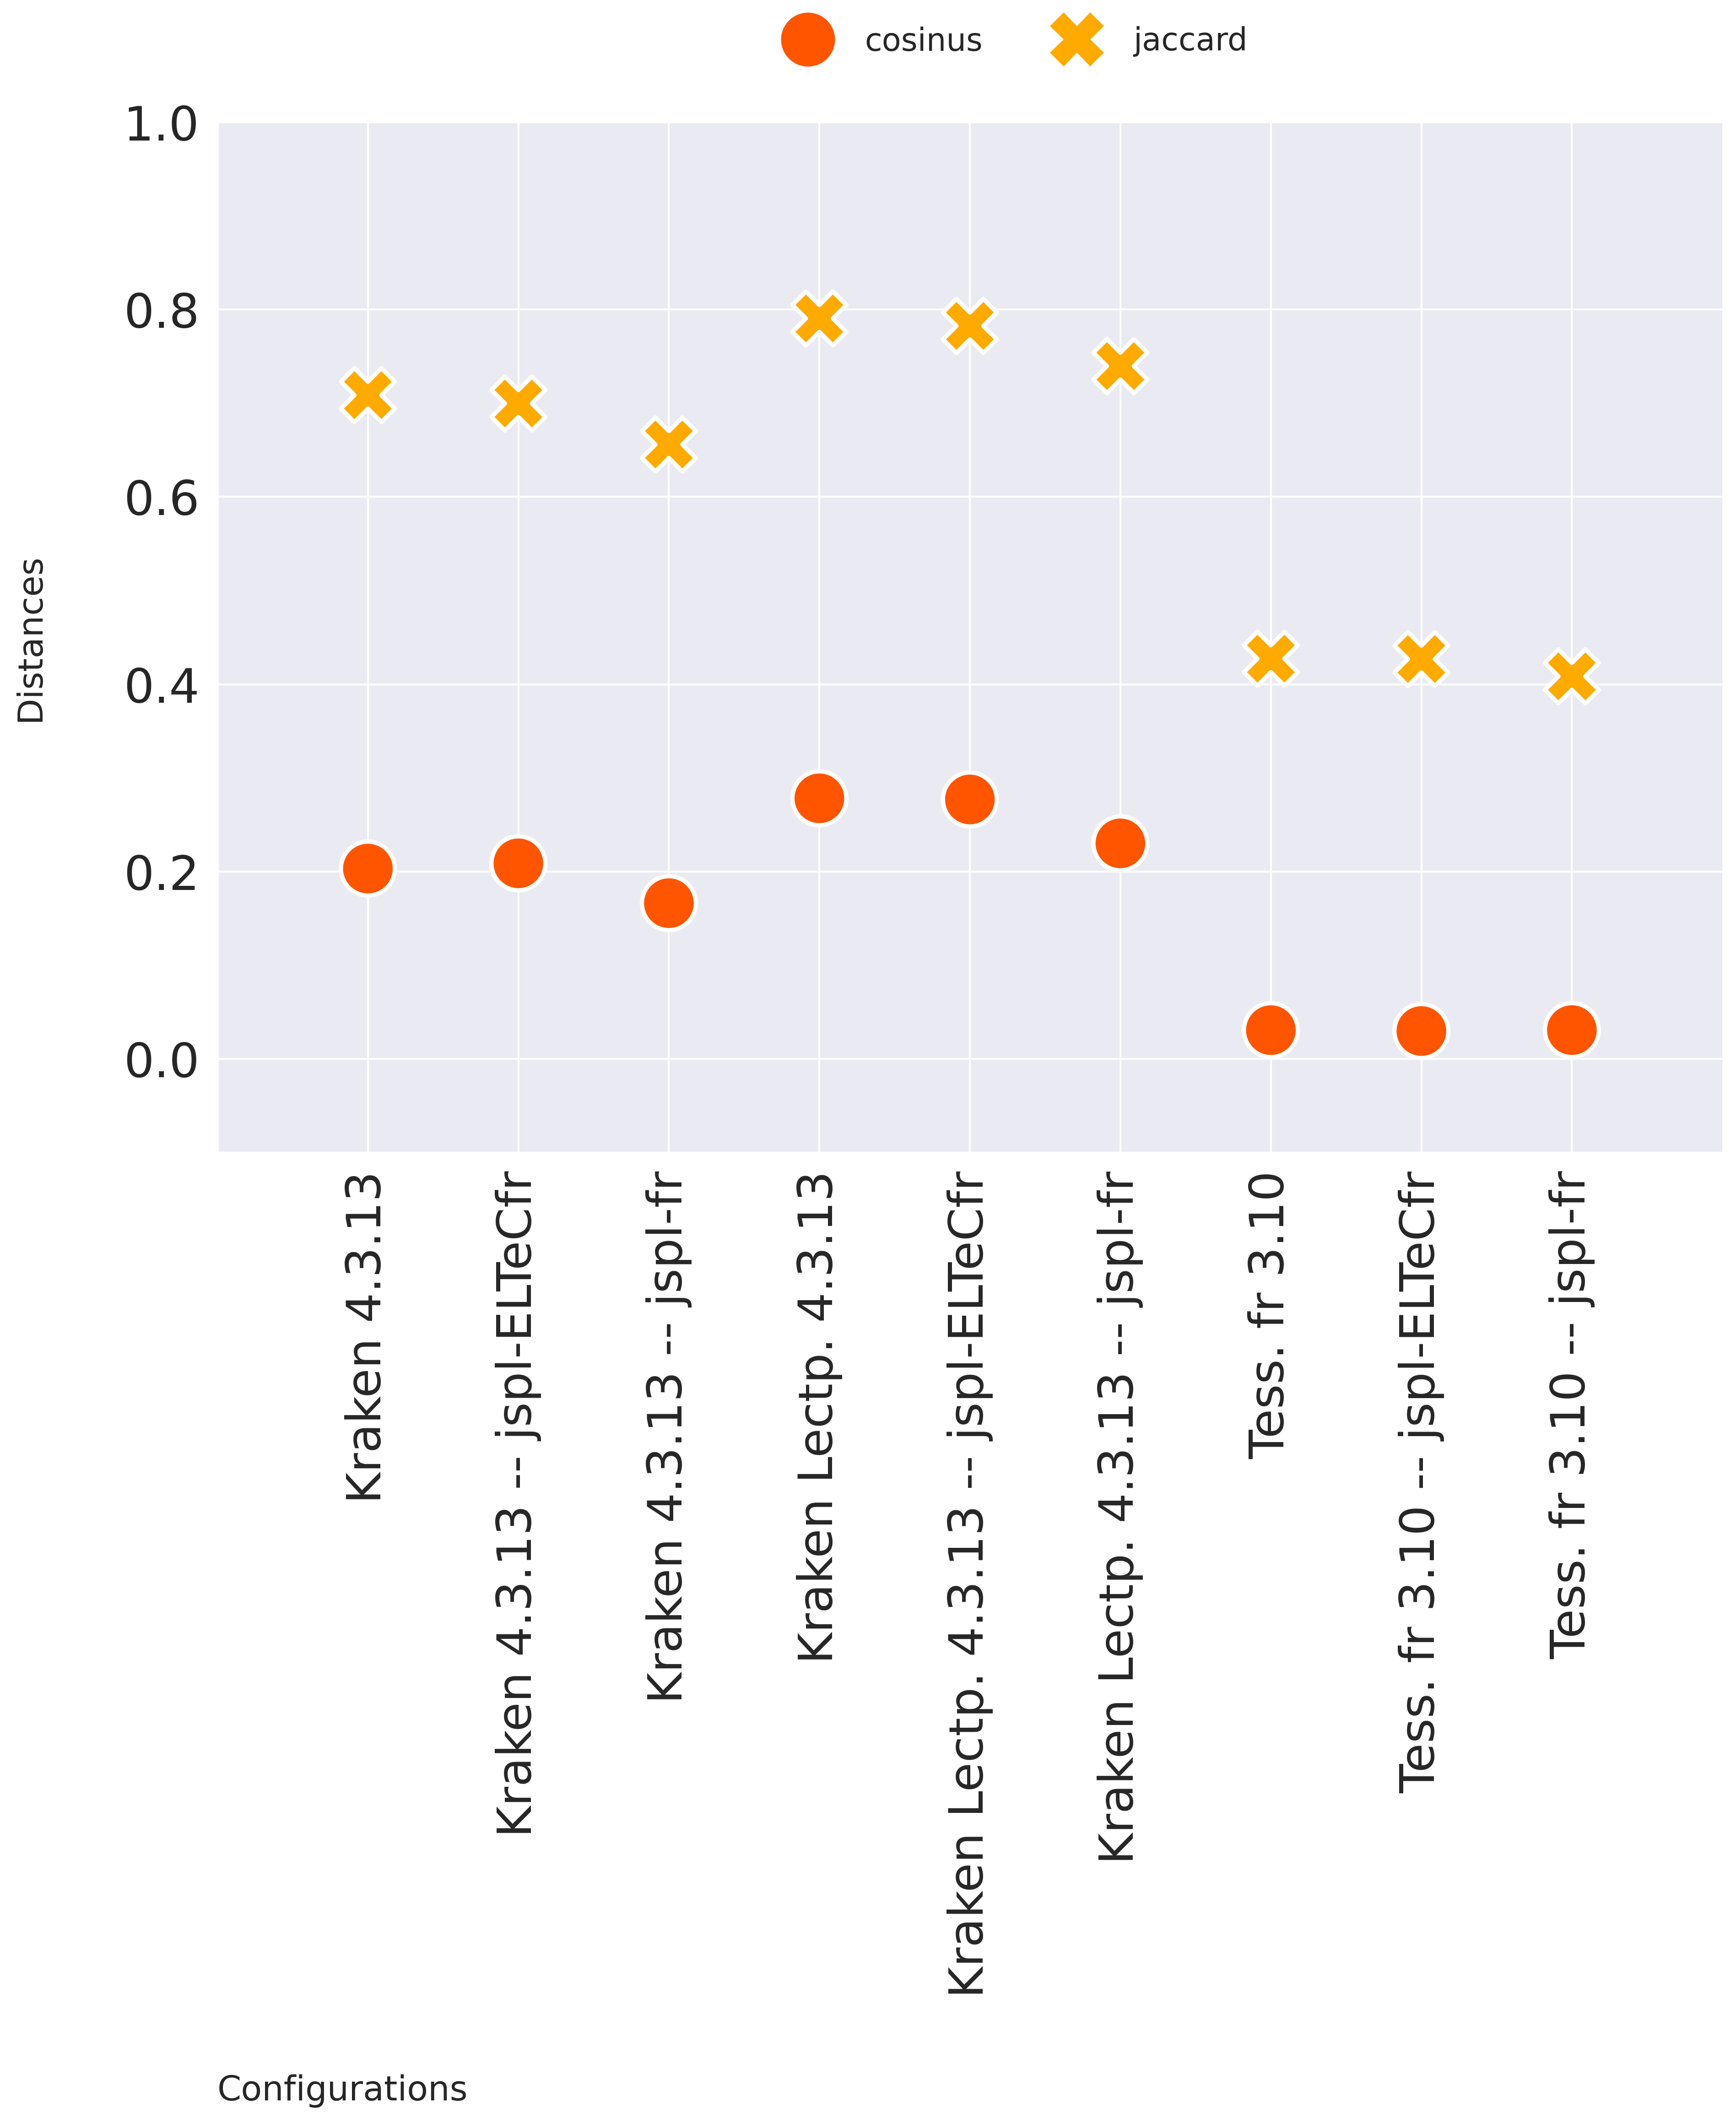 cosinus
jaccard
1.0
0.8
0.6
0.4
0.2
0.0
Distances
Kraken 4.3.13
Kraken 4.3.13 -- jspl-ELTeCfr
Kraken 4.3.13 -- jspl-fr
Kraken Lectp. 4.3.13
Kraken Lectp. 4.3.13 -- jspl-ELTeCfr
Kraken Lectp. 4.3.13 -- jspl-fr
Tess. fr 3.10
Tess. fr 3.10 -- jspl-ELTeCfr
Tess. fr 3.10 -- jspl-fr
Configurations